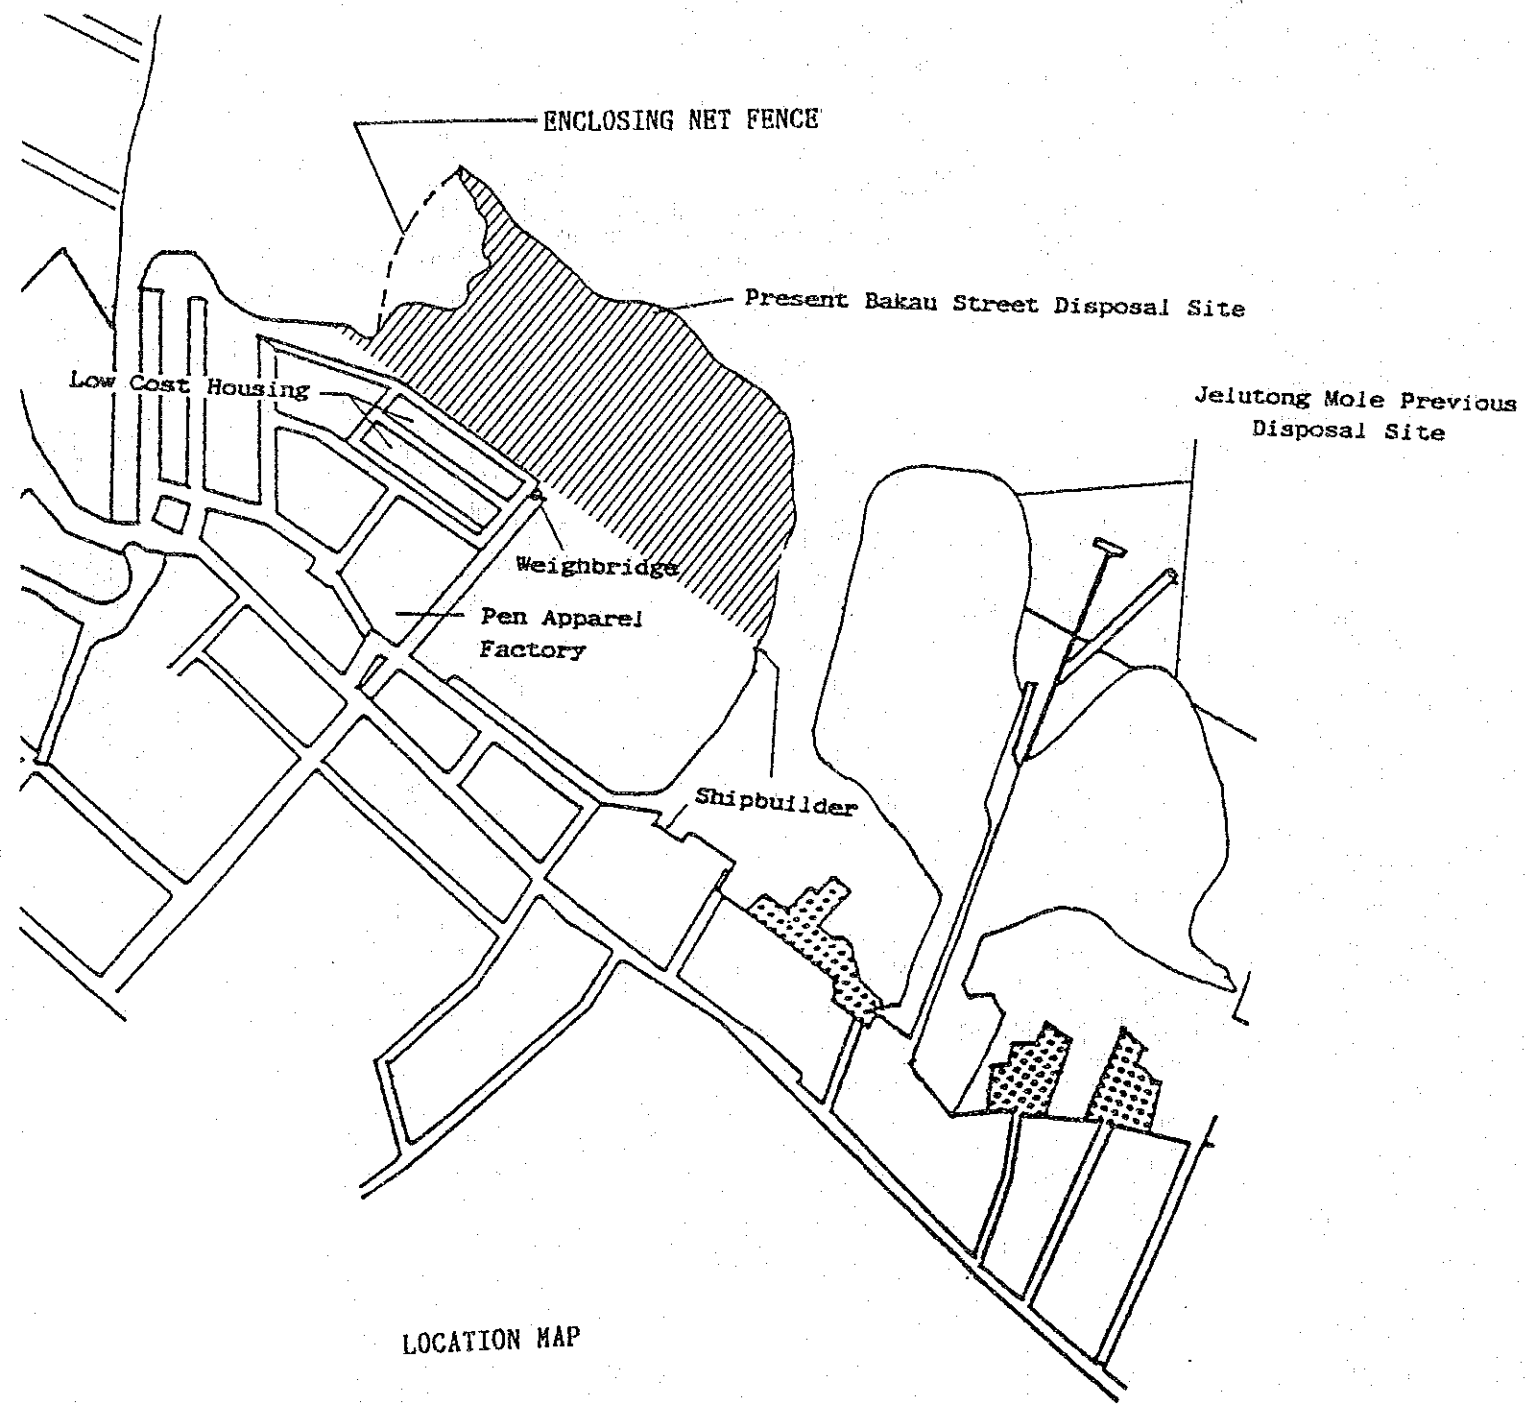 ENCLOSING NET FENCE
Present Bakau Street Disposal Site
Low Cost Housing
Jelutong Mole Previous
Disposal Site
Weighbridge
Pen Apparel
Factory
Shipbuilder
LOCATION MAP